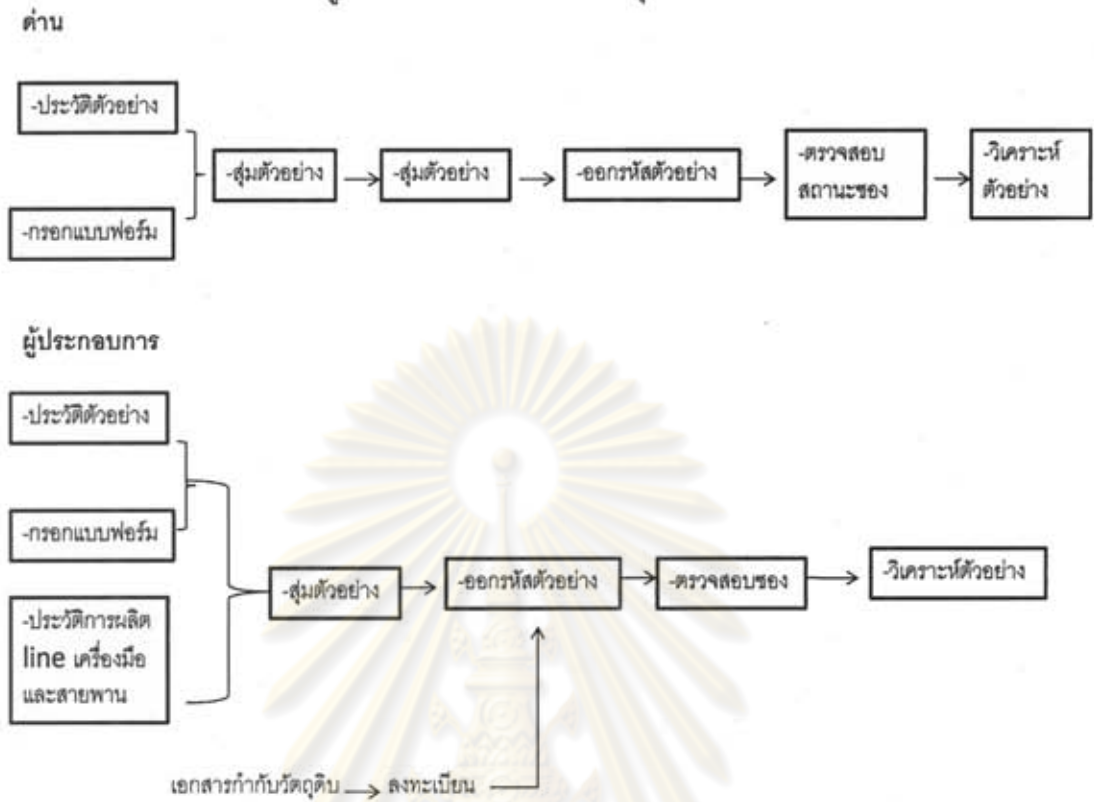 ด่าน
-ประวัติตัวอย่าง
-กรอกแบบฟอร์ม
-สุ่มตัวอย่าง
-สุ่มตัวอย่าง
-ออกรหัสตัวอย่าง
-ตรวจสอบ
สถานะซอง
-วิเคราะห์
ตัวอย่าง
ผู้ประกอบการ
-ประวัติตัวอย่าง
-กรอกแบบฟอร์ม
-ประวัติการผลิต
line เครื่องมือ
และสายพาน
-สุ่มตัวอย่าง
-ออกรหัสตัวอย่าง
-ตรวจสอบซอง
-วิเคราะห์ตัวอย่าง
เอกสารกำกับวัตถุดิบ
ลงทะเบียน